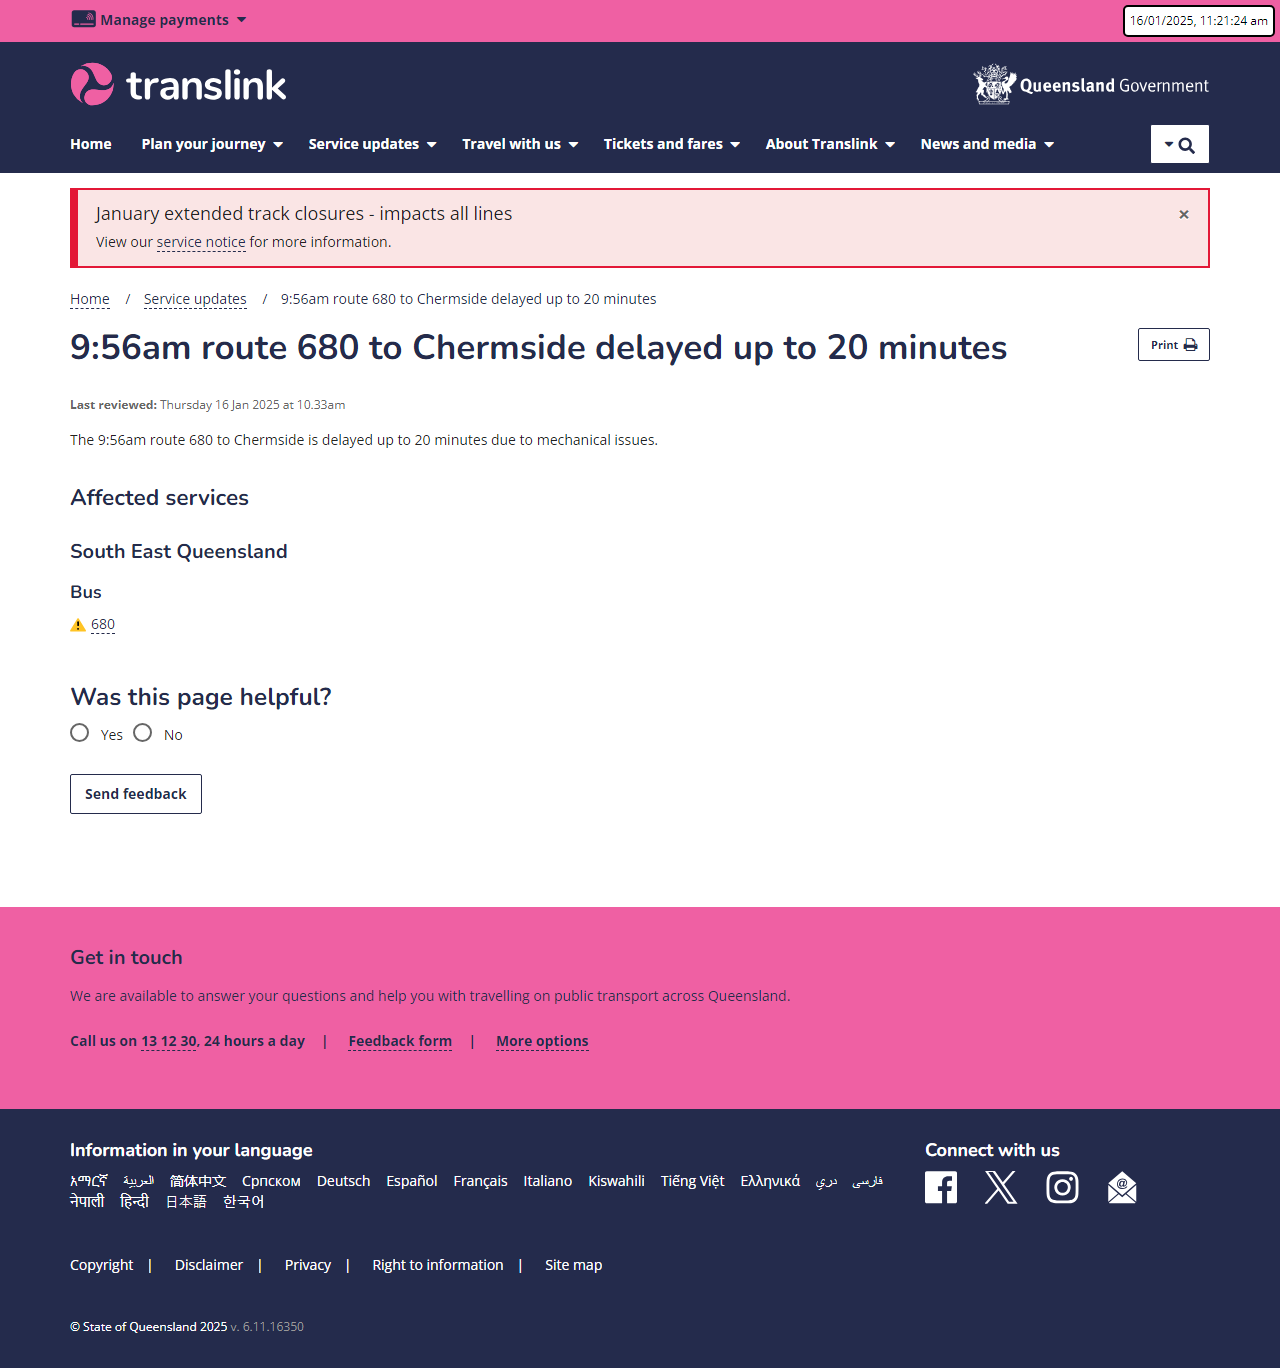 Manage payments
16/01/2025, 11:21:24 am
translink
Queensland Government
Home Plan your journey Service updates Travel with us Tickets and fares About Translink News and media
January extended track closures - impacts all lines
×
View our service notice for more information.
Home / Service updates / 9:56am route 680 to Chermside delayed up to 20 minutes
9:56am route 680 to Chermside delayed up to 20 minutes
Print
Last reviewed: Thursday 16 Jan 2025 at 10.33am
The 9:56am route 680 to Chermside is delayed up to 20 minutes due to mechanical issues.
Affected services
South East Queensland
Bus
680
Was this page helpful?
Yes No
Send feedback
Get in touch
We are available to answer your questions and help you with travelling on public transport across Queensland.
Call us on 13 12 30, 24 hours a day | Feedback form | More options
Information in your language
Connect with us
አማርኛ العربية 简体中文 Српском Deutsch Español Français Italiano Kiswahili Tiếng Việt Ελληνικά دري فارسی
नेपाली हिन्दी 日本語 한국어
Copyright | Disclaimer | Privacy | Right to information | Site map
© State of Queensland 2025 v. 6.11.16350